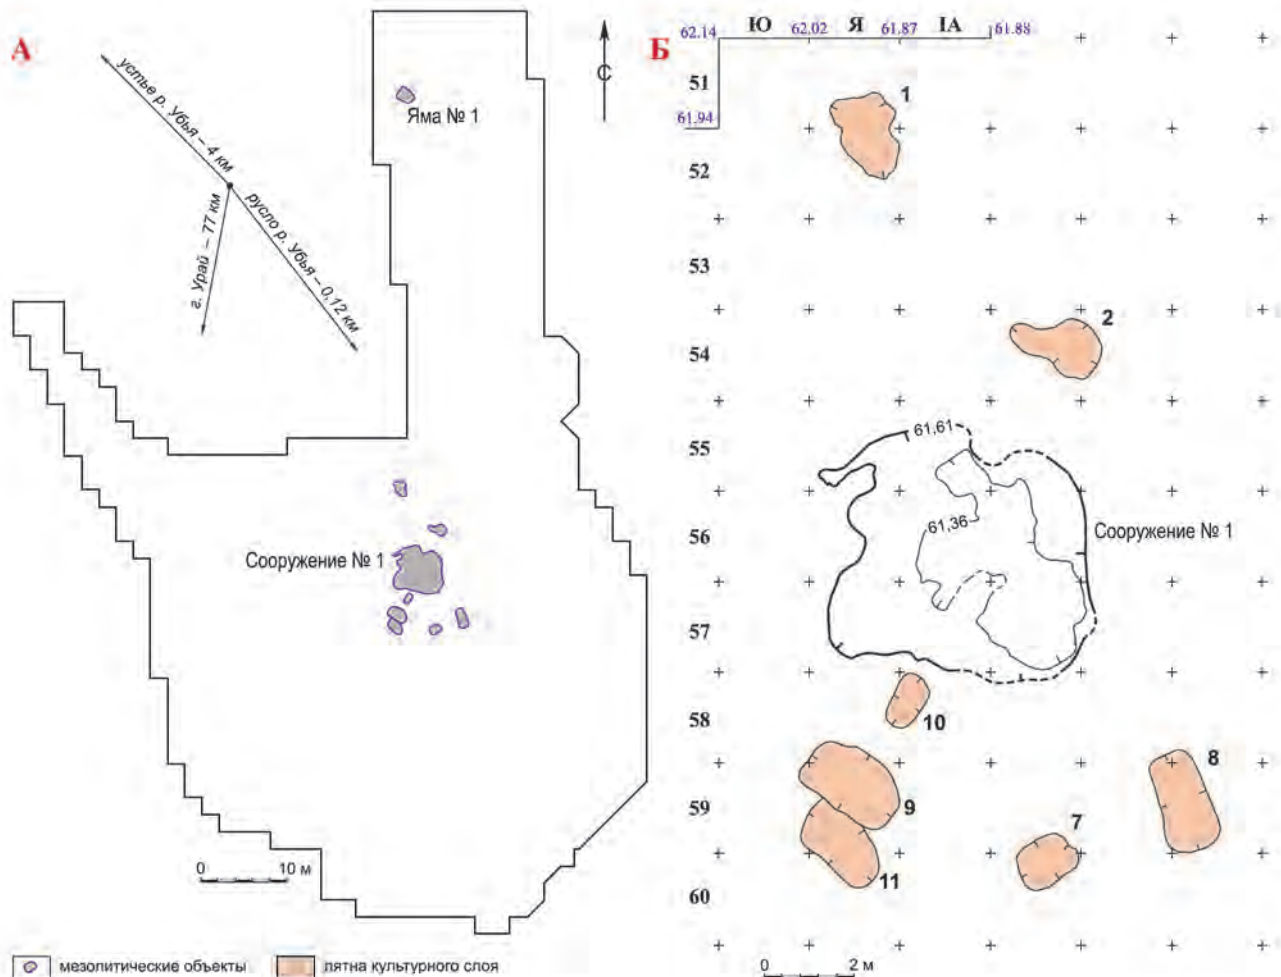 А
устье р. Убья – 4 км
русло р. Убья – 0,12 км
г. Урай – 77 км
Яма № 1
С
Сооружение № 1
0 10 м
мезолитические объекты
пятна культурного слоя
Б
62.14 Ю 62.02 Я 61.87 IА 61.88
51
61.94
52
53
54
55
56
57
58
59
60
1
2
61,61
61,36
Сооружение № 1
10
8
9
7
11
0 2 м